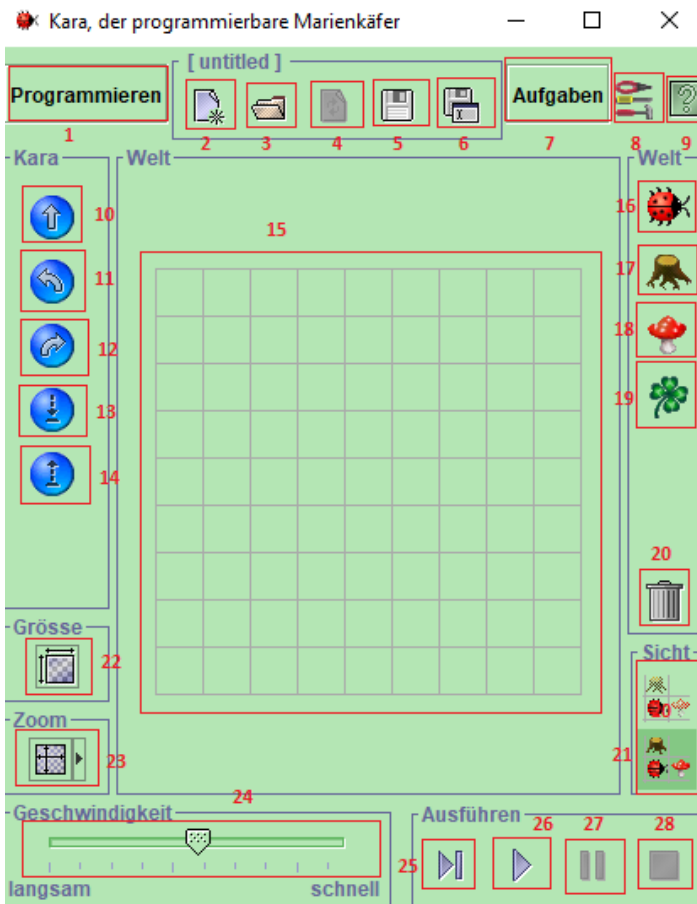 Kara, der programmierbare Marienkäfer
[ untitled ]
Programmieren
Aufgaben
1
2
3
4
5
6
7
8
9
Kara
Welt
Welt
10
11
12
13
14
15
16
17
18
19
20
Grösse
22
Sicht
21
Zoom
23
24
Geschwindigkeit
langsam
schnell
Ausführen
25
26
27
28